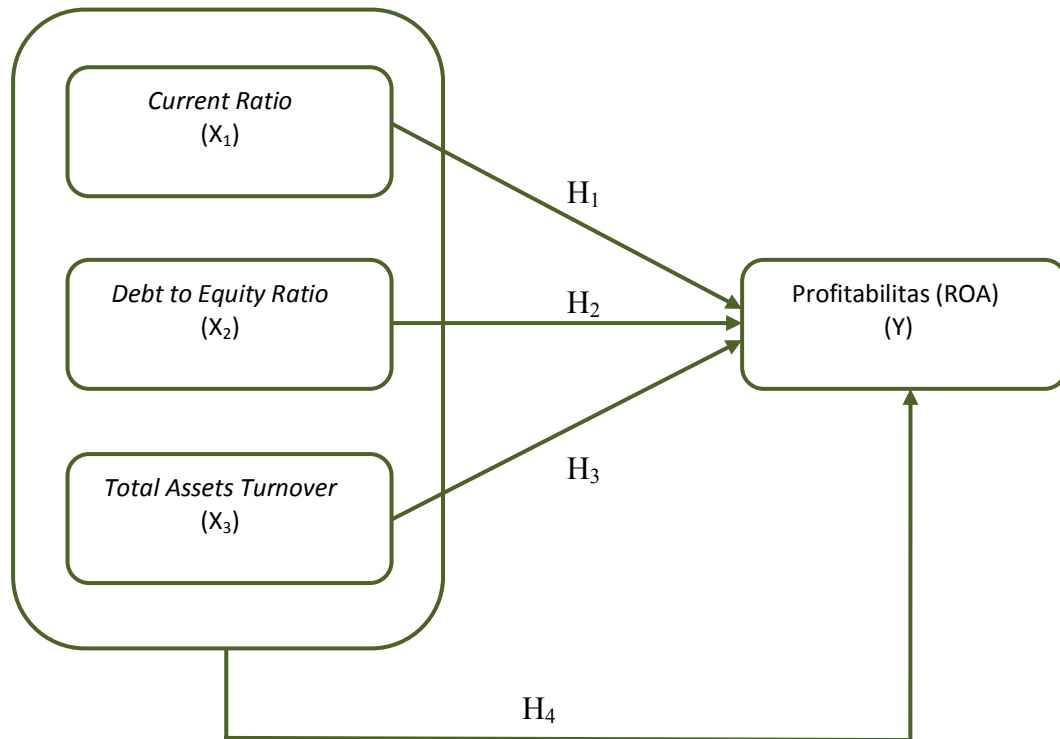 Current Ratio
(X₁)
H₁
Debt to Equity Ratio
(X₂)
H₂
Profitabilitas (ROA)
(Y)
Total Assets Turnover
(X₃)
H₃
H₄